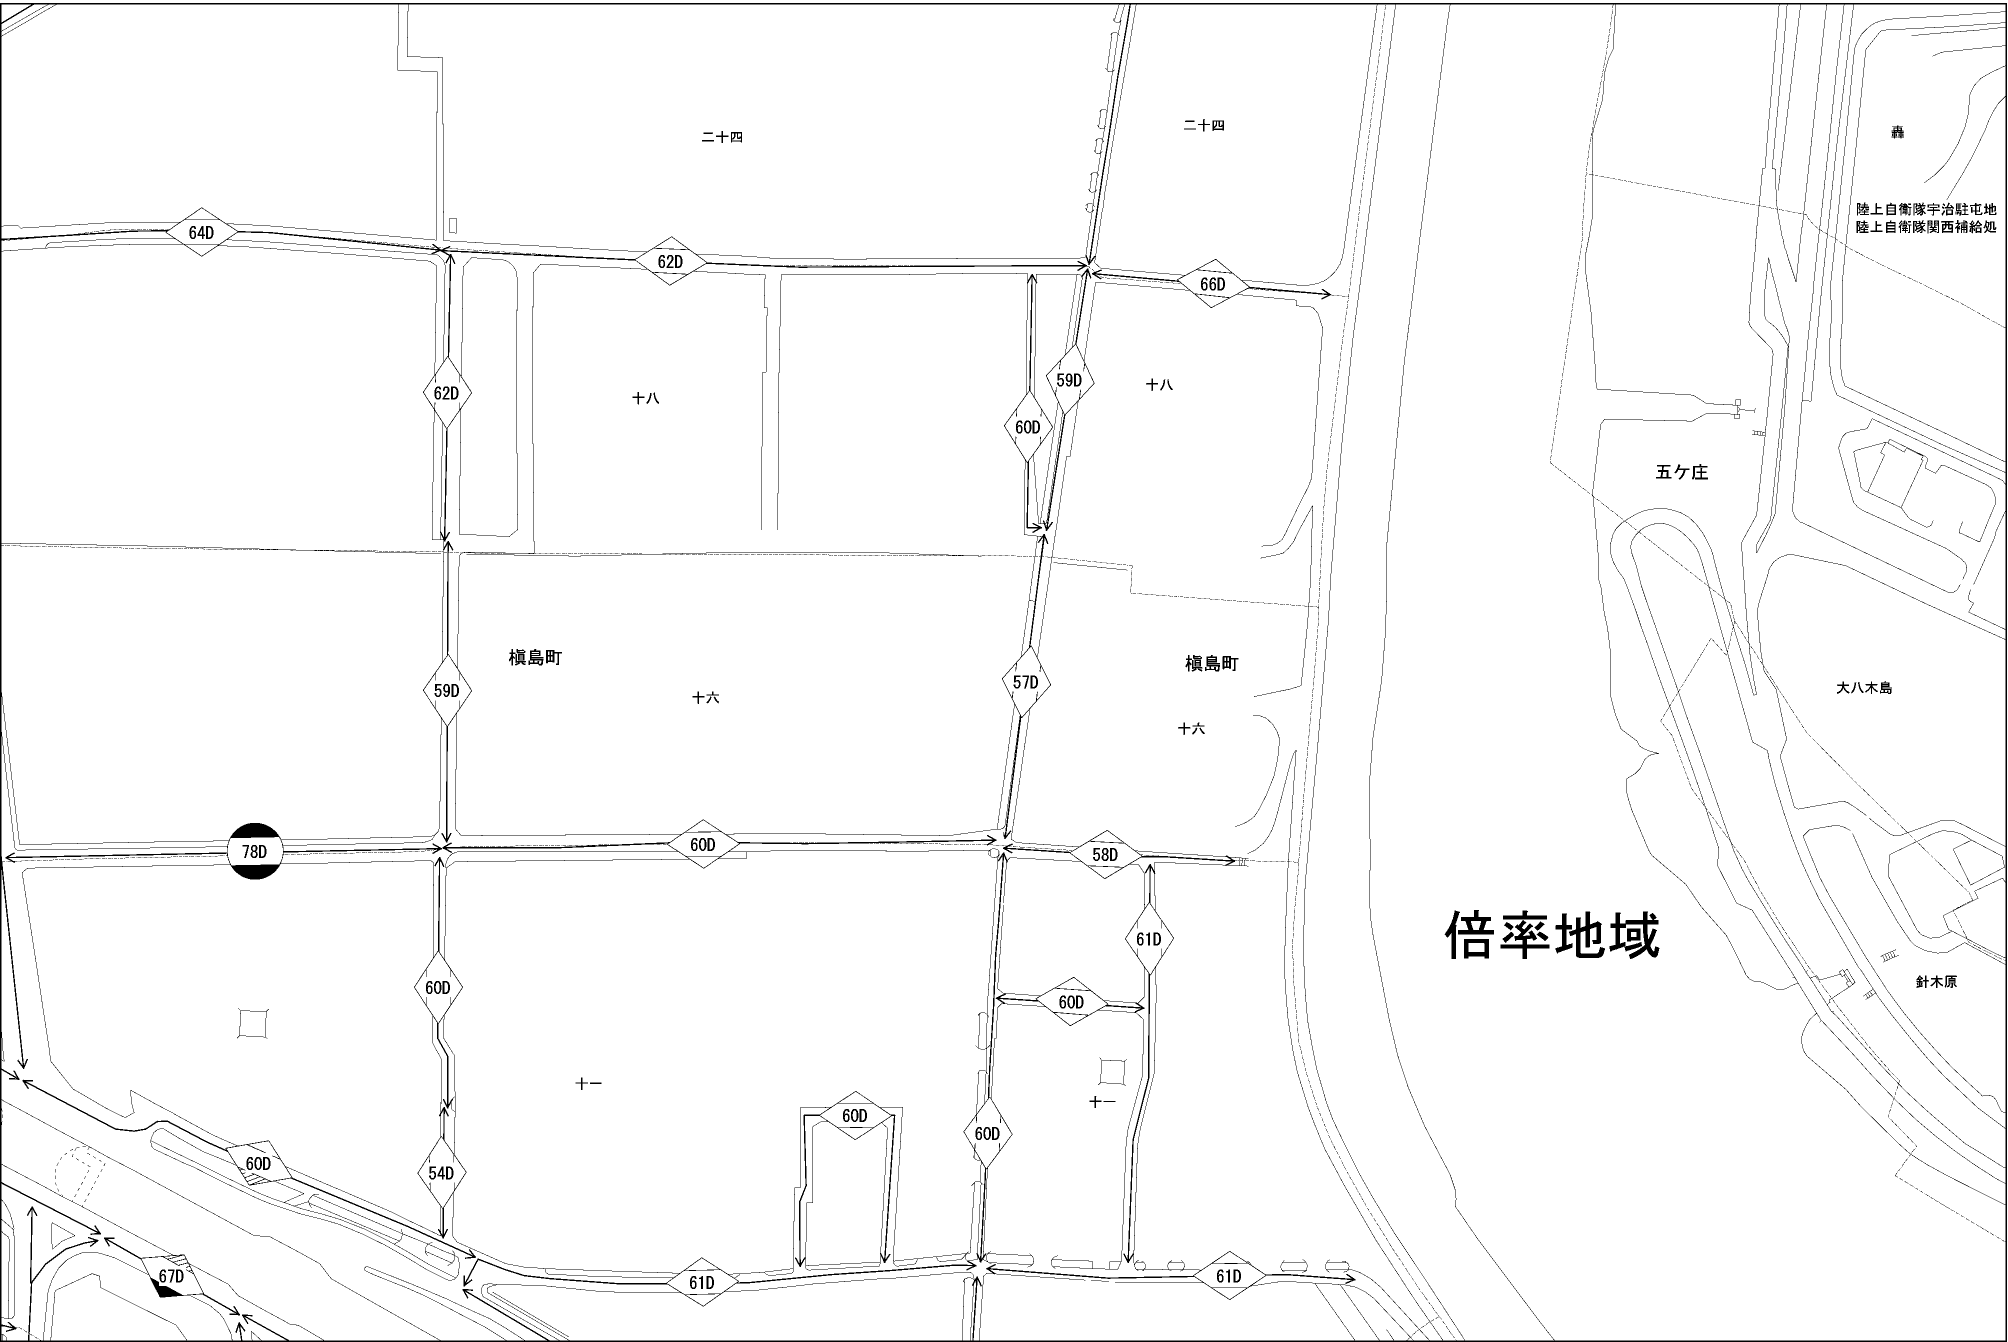 二十四
二十四
轟
陸上自衛隊宇治駐屯地
陸上自衛隊関西補給処
64D
62D
66D
62D
十八
60D
59D
十八
五ケ庄
59D
槇島町
十六
57D
槇島町
十六
大八木島
78D
60D
58D
倍率地域
60D
61D
60D
針木原
十一
60D
60D
十一
60D
54D
67D
61D
61D